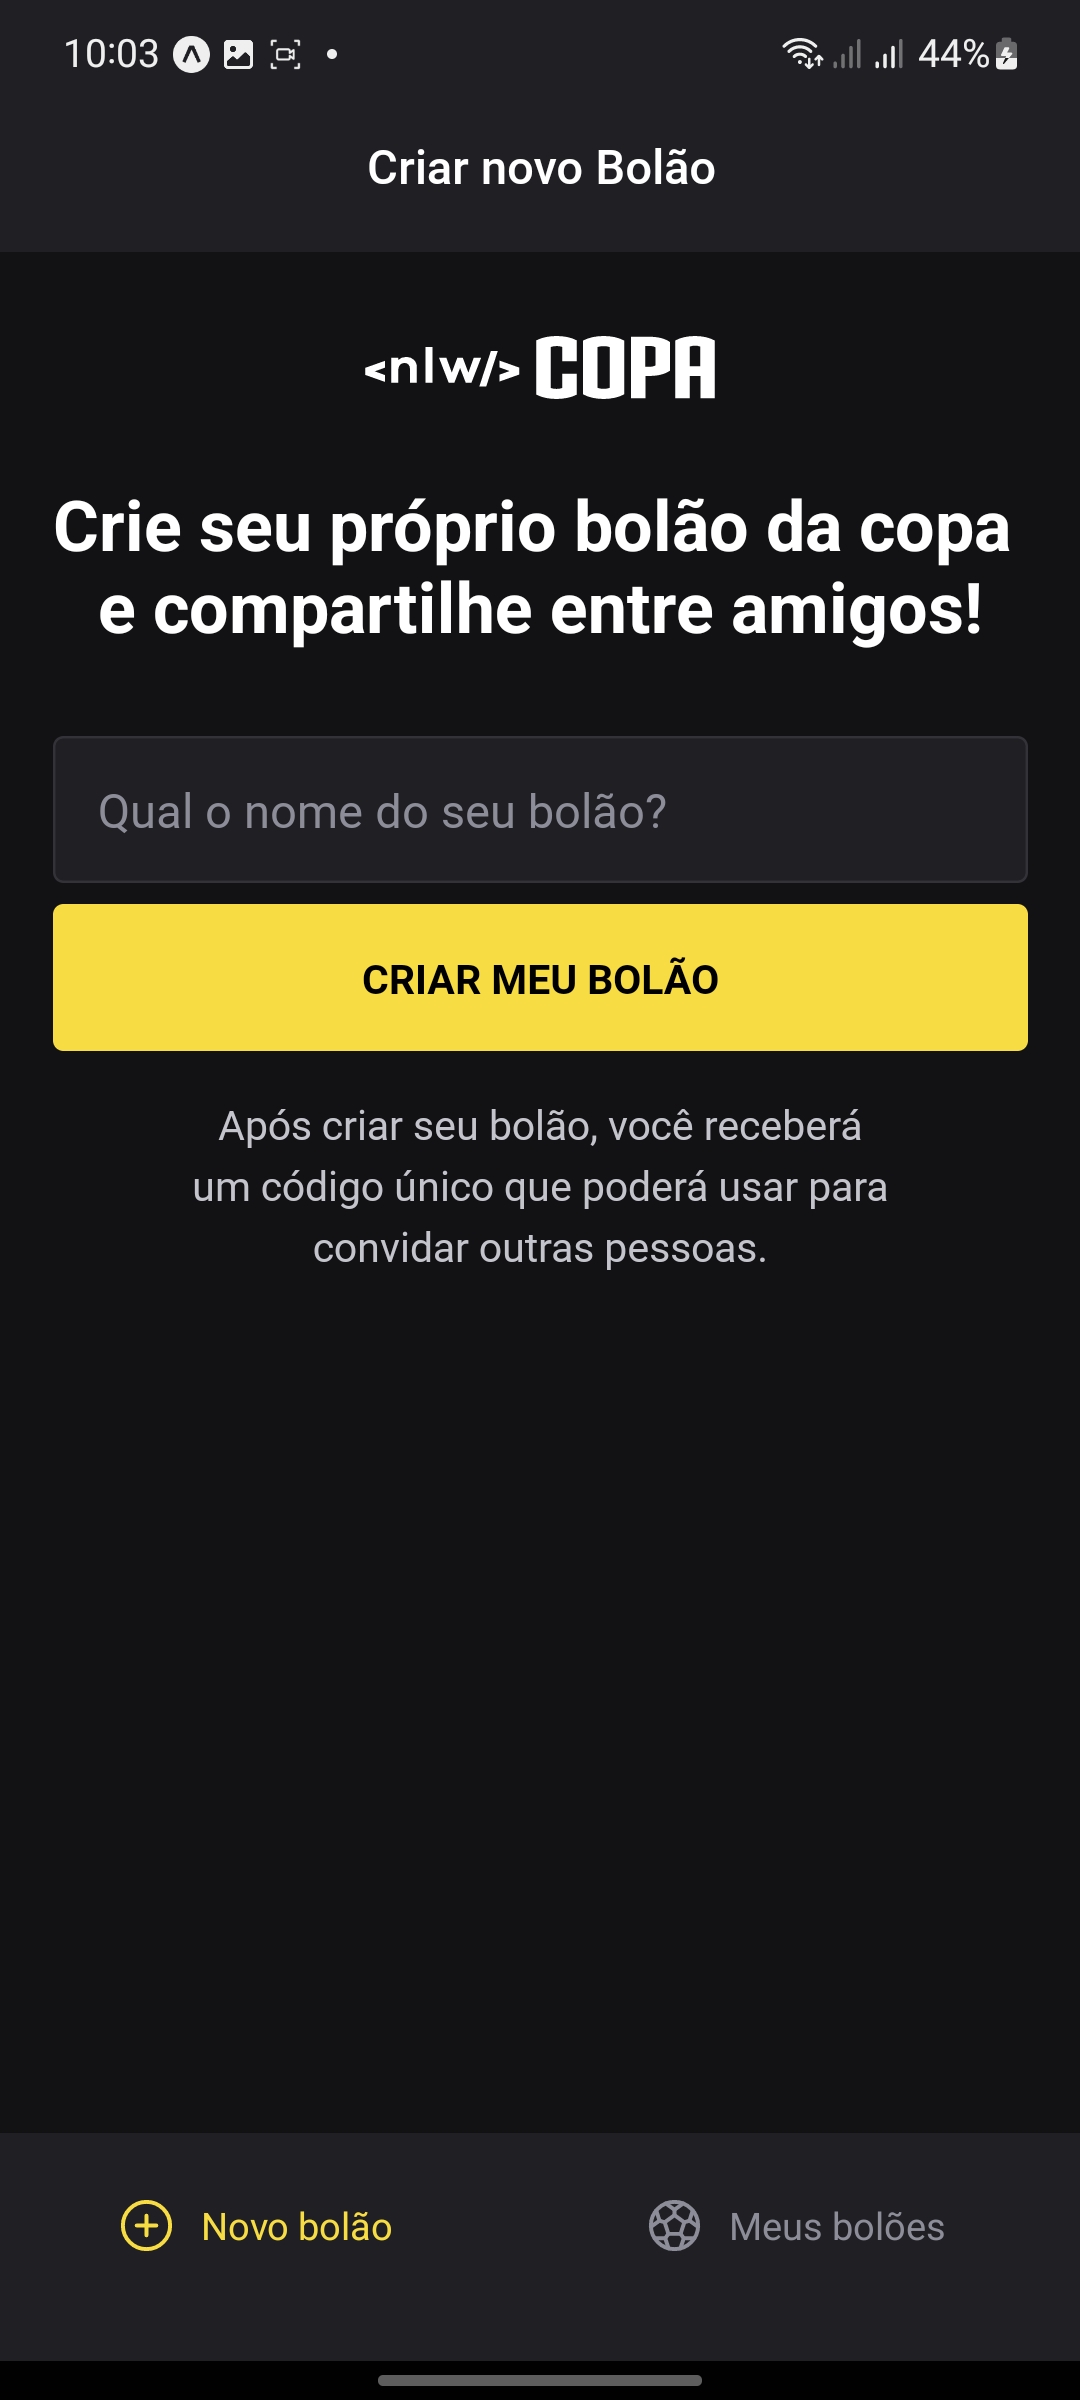 10:03
44%
Criar novo Bolão
<nlw/> COPA
Crie seu próprio bolão da copa
e compartilhe entre amigos!
Qual o nome do seu bolão?
CRIAR MEU BOLÃO
Após criar seu bolão, você receberá
um código único que poderá usar para
convidar outras pessoas.
Novo bolão
Meus bolões